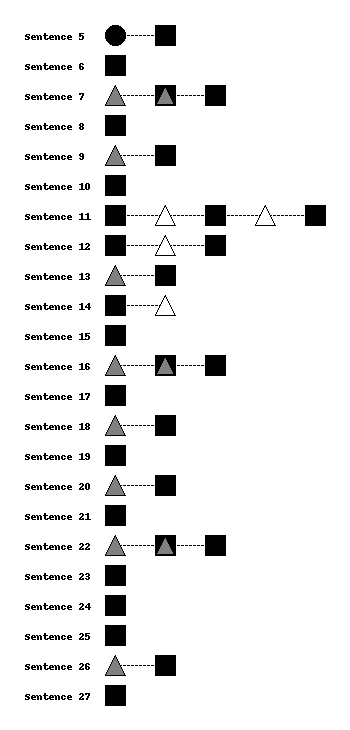 Sentence 5
Sentence 6
Sentence 7
Sentence 8
Sentence 9
Sentence 10
Sentence 11
Sentence 12
Sentence 13
Sentence 14
Sentence 15
Sentence 16
Sentence 17
Sentence 18
Sentence 19
Sentence 20
Sentence 21
Sentence 22
Sentence 23
Sentence 24
Sentence 25
Sentence 26
Sentence 27